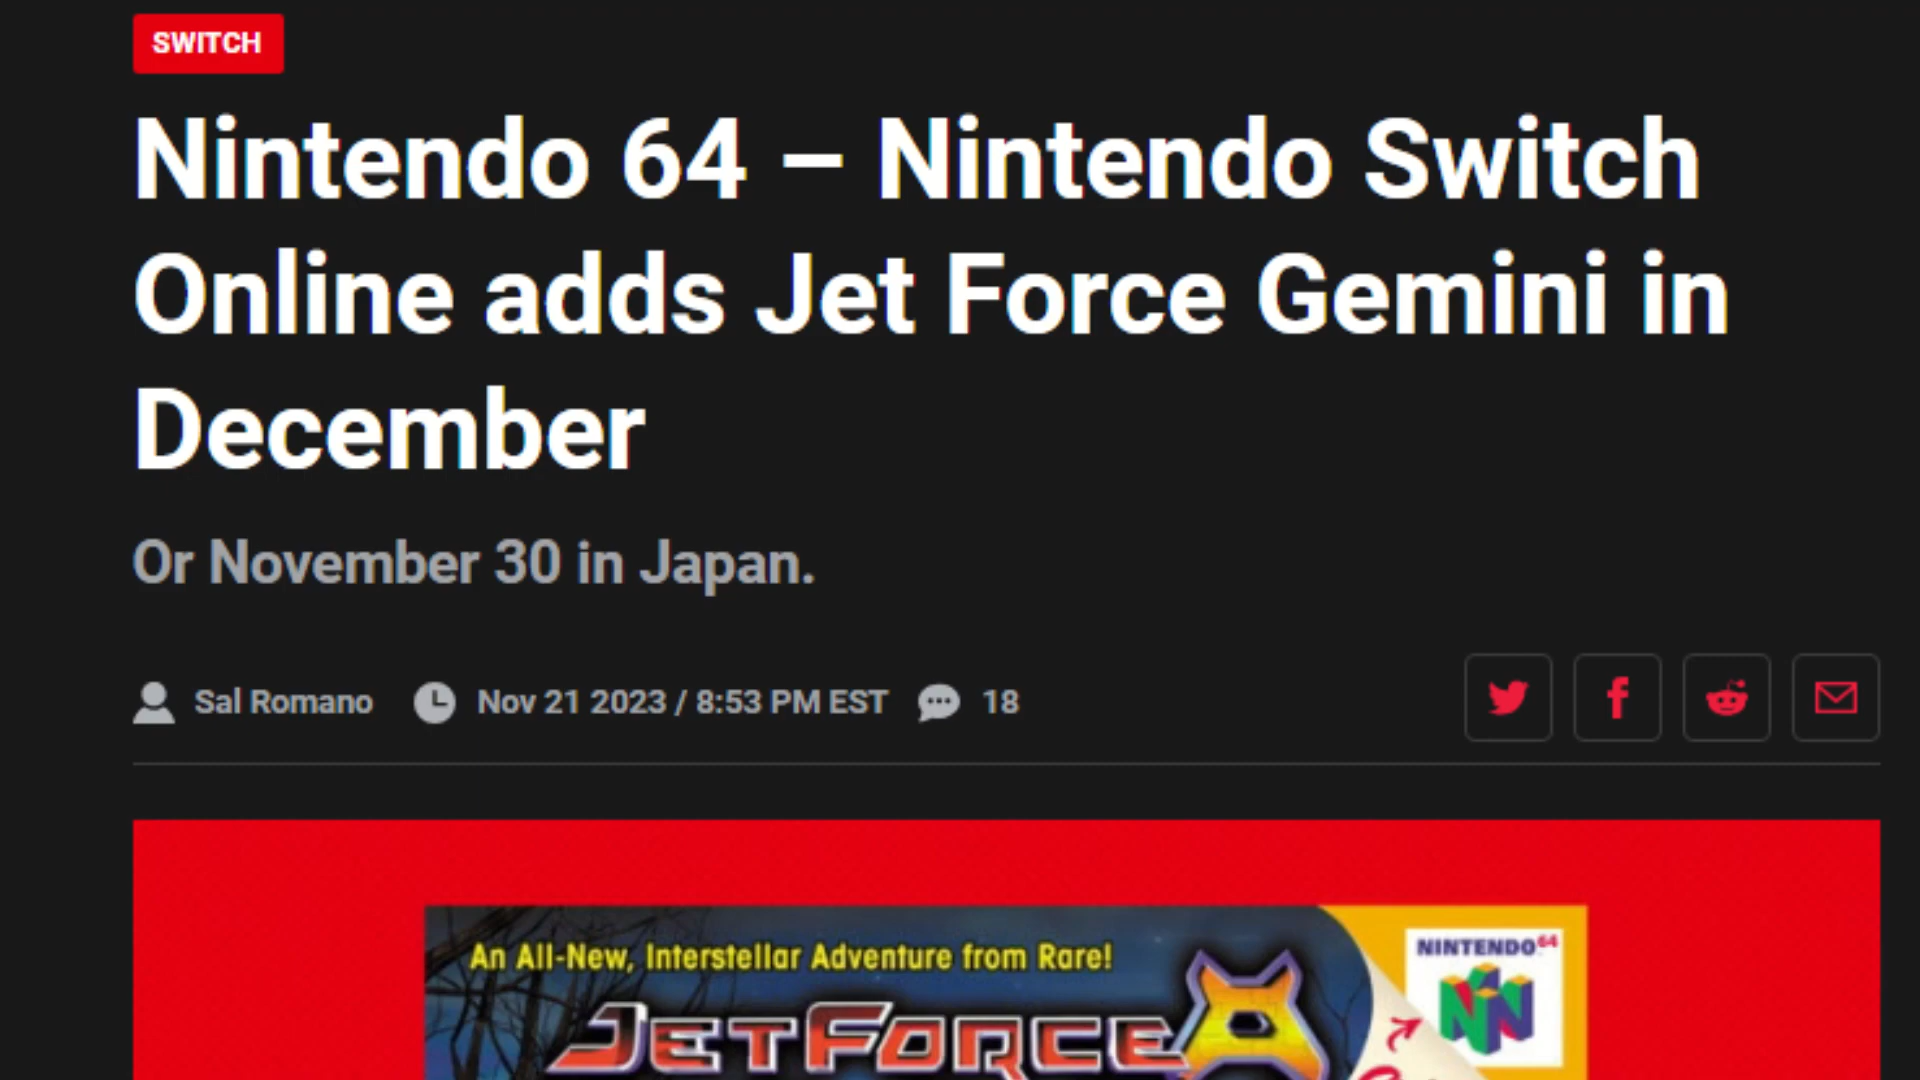 SWITCH
Nintendo 64 – Nintendo Switch
Online adds Jet Force Gemini in
December
Or November 30 in Japan.
Sal Romano Nov 21 2023 / 8:53 PM EST 18
An All-New, Interstellar Adventure from Rare!
NINTENDO64
JETFORCE